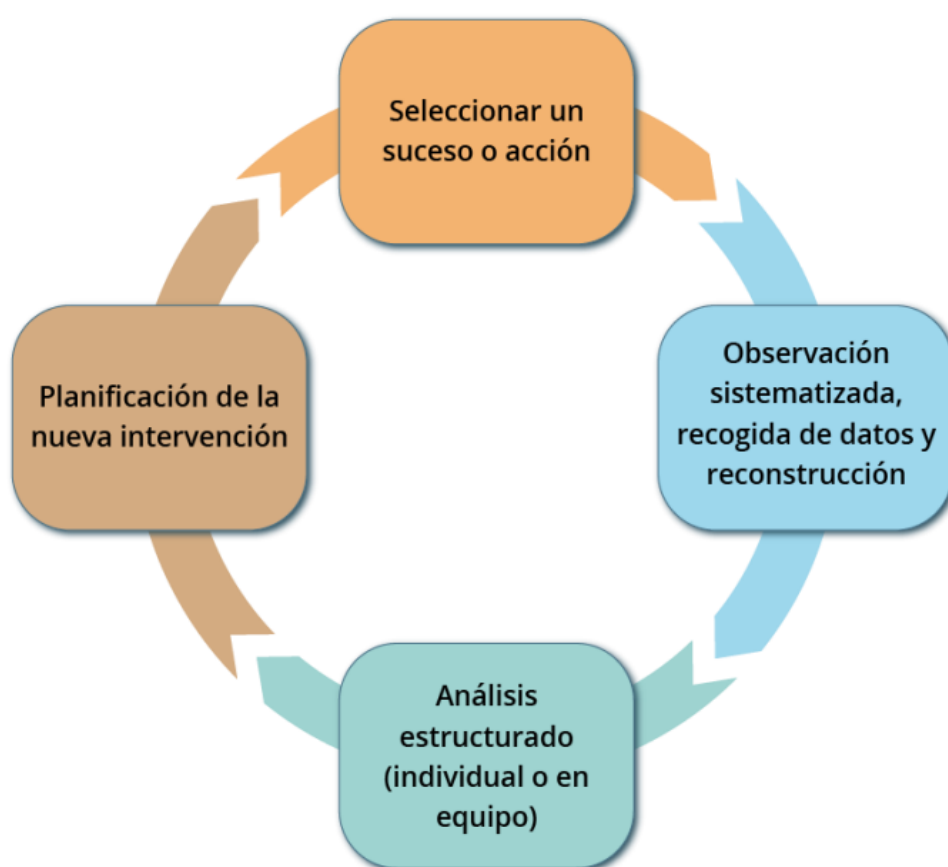 Seleccionar un
suceso o acción
Observación
sistematizada,
recogida de datos y
reconstrucción
Análisis
estructurado
(individual o en
equipo)
Planificación de la
nueva intervención